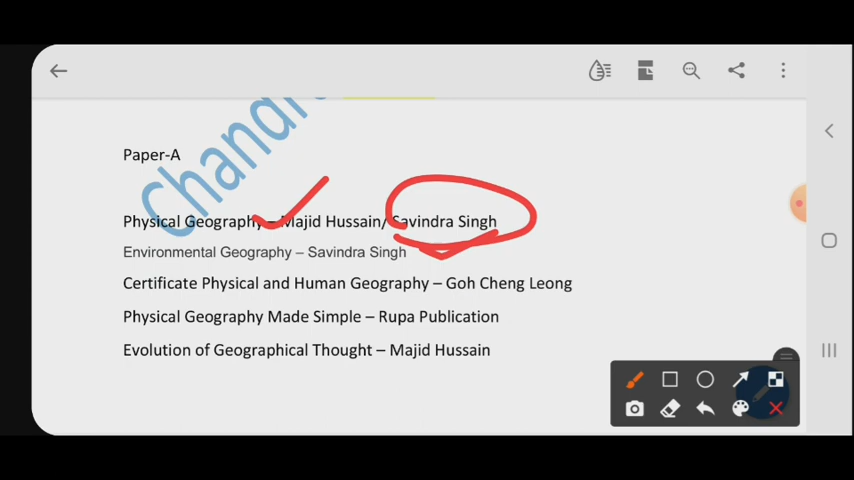 Chandr
Paper-A
Physical Geography – Majid Hussain/ Savindra Singh
Environmental Geography – Savindra Singh
Certificate Physical and Human Geography – Goh Cheng Leong
Physical Geography Made Simple – Rupa Publication
Evolution of Geographical Thought – Majid Hussain